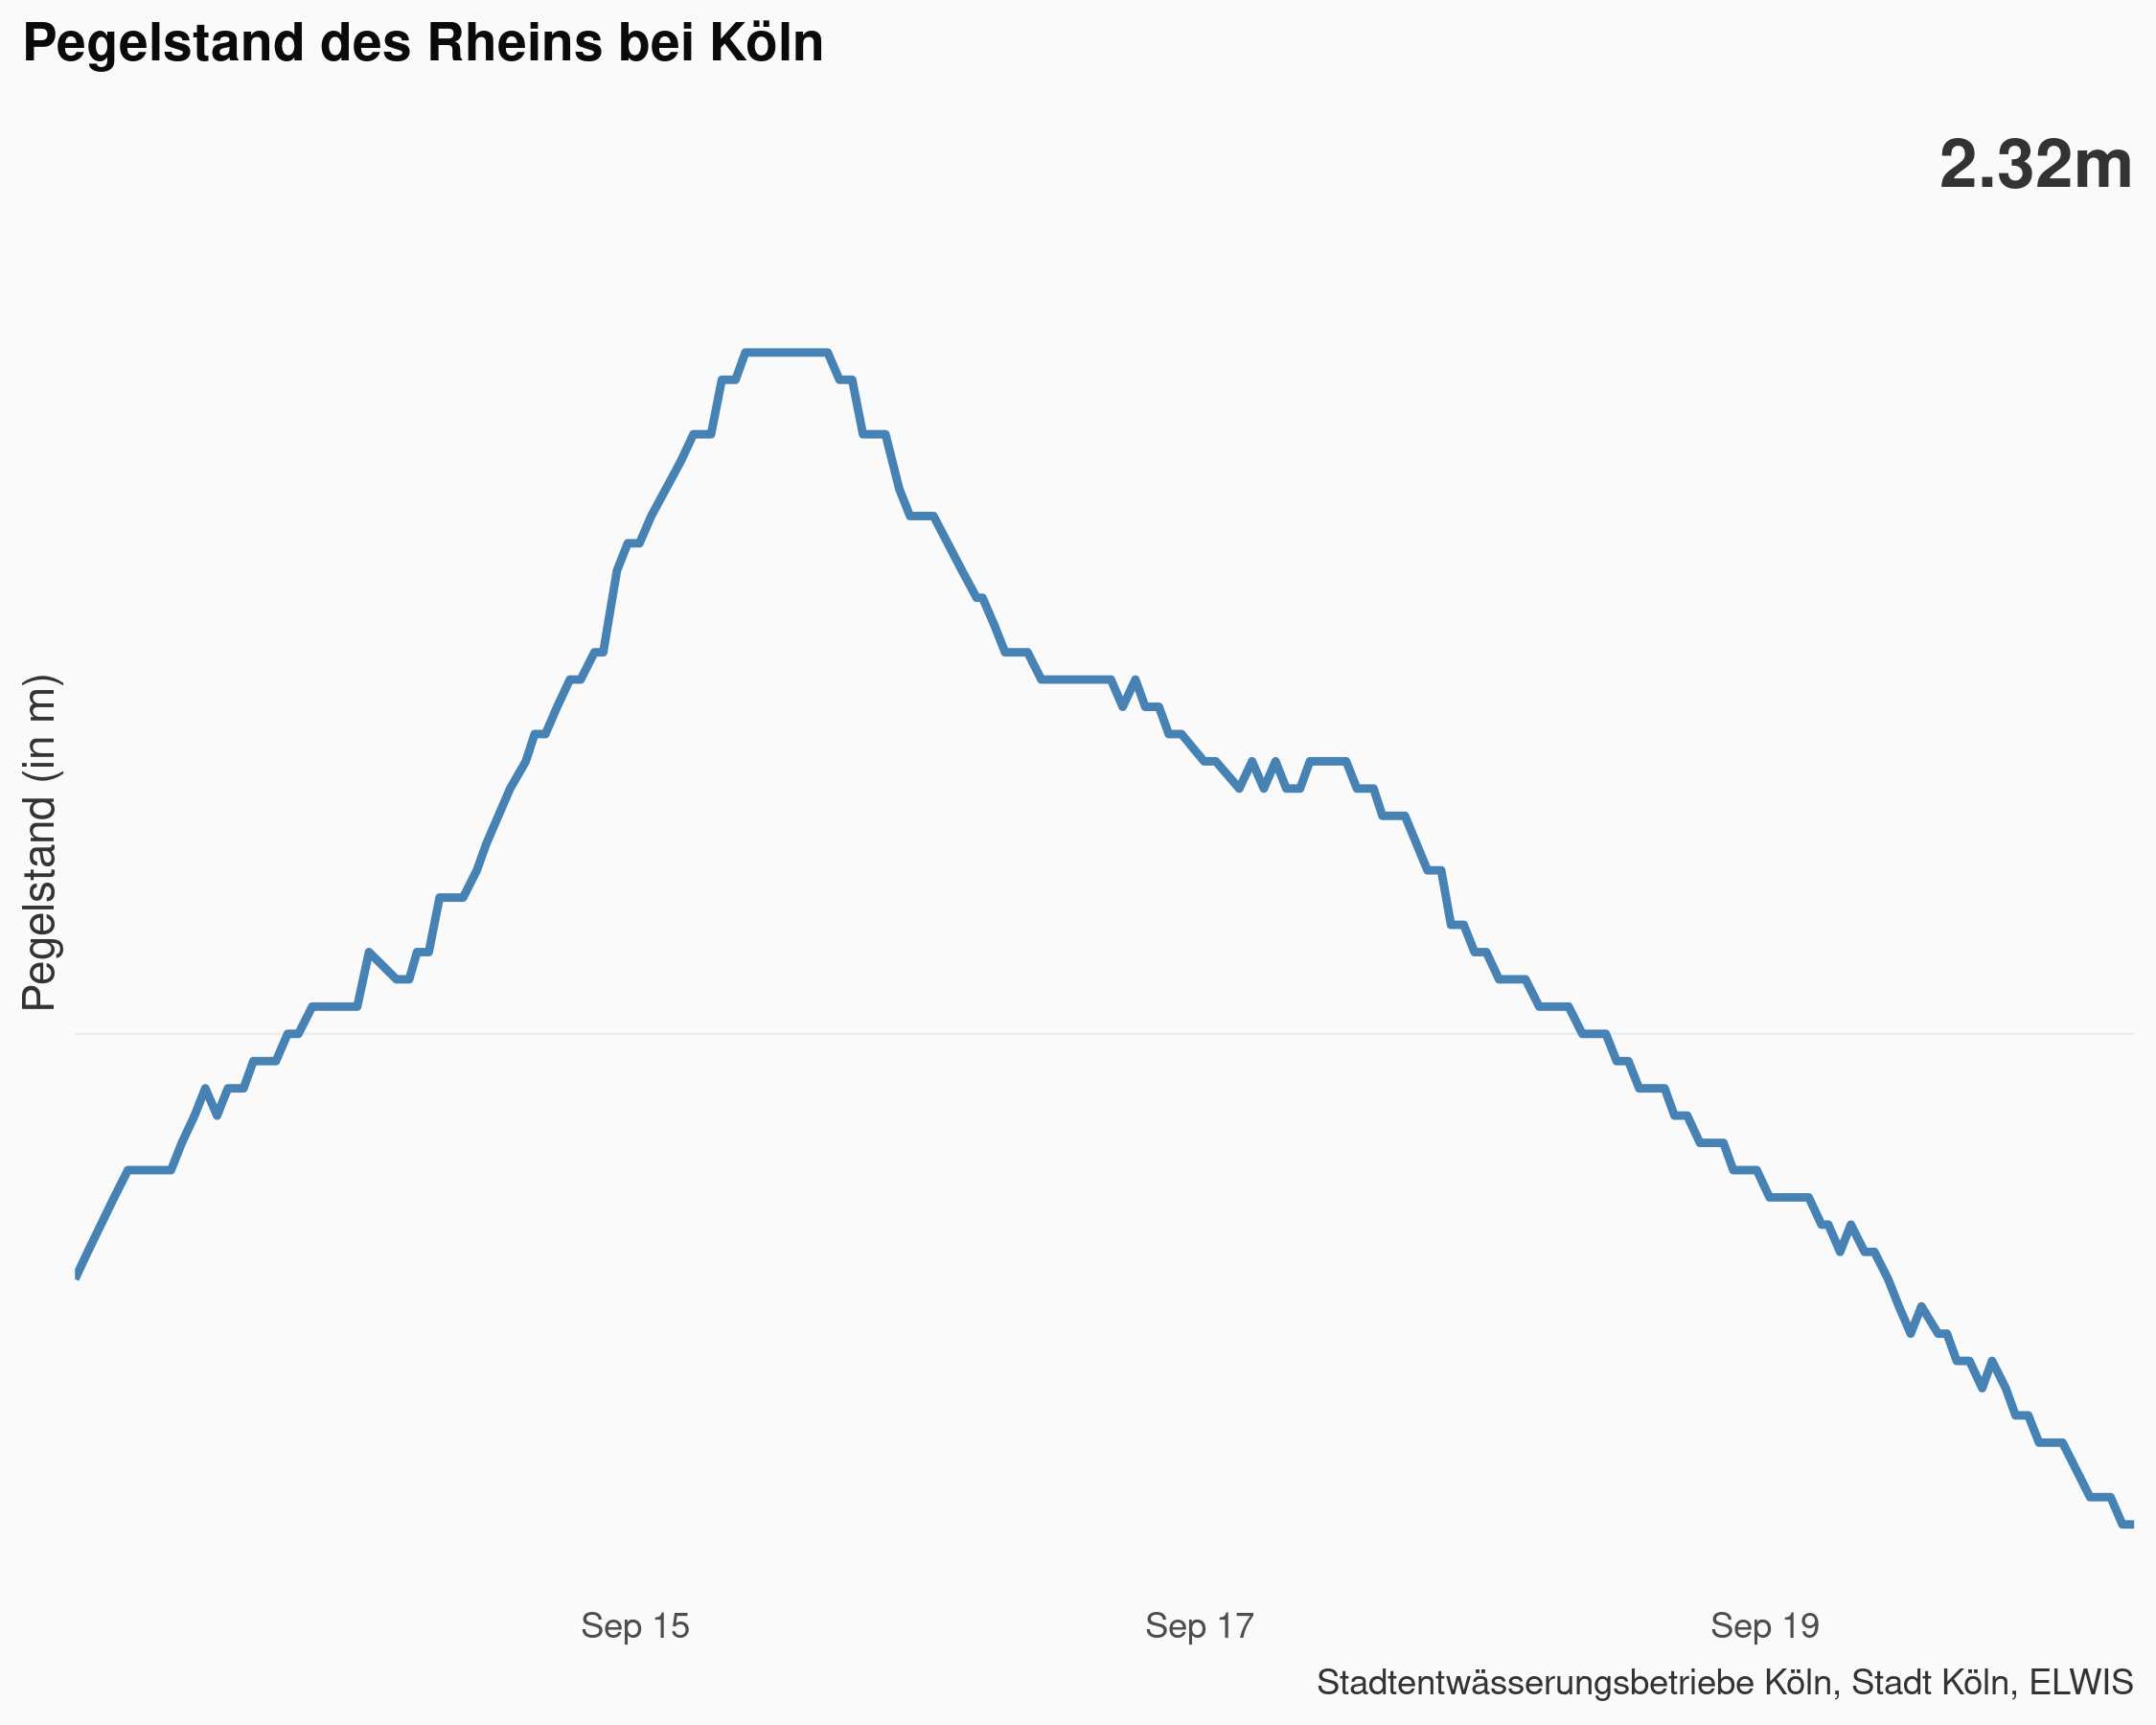 Pegelstand des Rheins bei Köln
2.32m
Pegelstand (in m)
Sep 15
Sep 17
Sep 19
Stadtentwässerungsbetriebe Köln, Stadt Köln, ELWIS